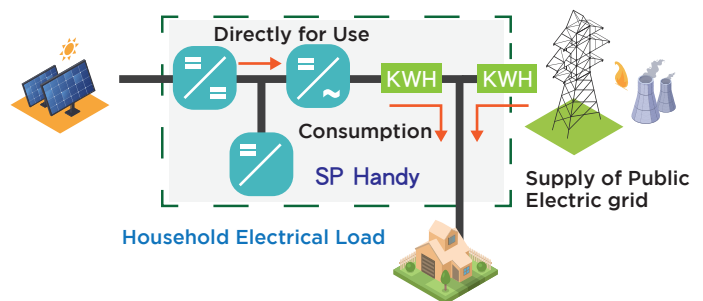 Directly for Use
KWH
KWH
Consumption
SP Handy
Supply of Public
Electric grid
Household Electrical Load